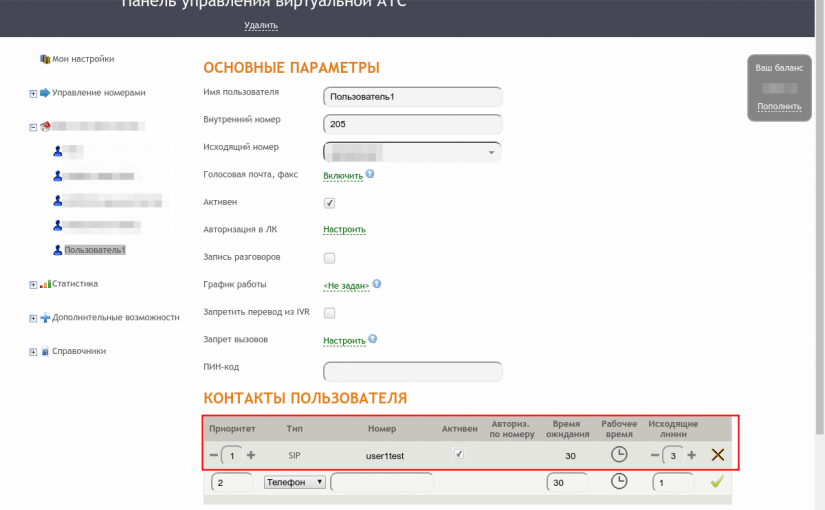 Панель управления виртуальной АТС
Удалить
Мои настройки
Управление номерами
Пользователь1
Статистика
Дополнительные возможности
Справочники
Ваш баланс
Пополнить
ОСНОВНЫЕ ПАРАМЕТРЫ
Имя пользователя Пользователь1
Внутренний номер 205
Исходящий номер
Голосовая почта, факс Включить ?
Активен
Авторизация в ЛК Настроить
Запись разговоров
График работы <Не задан> ?
Запретить перевод из IVR
Запрет вызовов Настроить ?
ПИН-код
КОНТАКТЫ ПОЛЬЗОВАТЕЛЯ
Приоритет Тип Номер Активен Авториз. по номеру Время ожидания Рабочее время Исходящие линии
− 1 + SIP user1test 30 − 3 +
2 Телефон 30 1